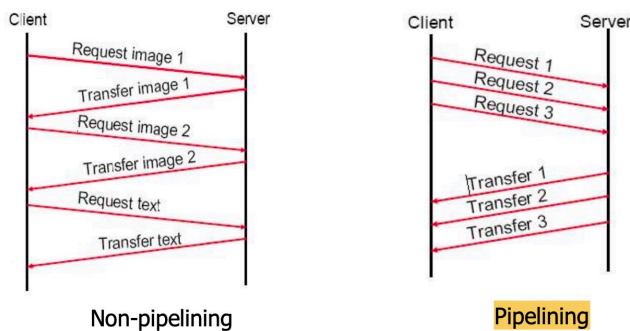 Client Server
Request image 1
Transfer image 1
Request image 2
Transfer image 2
Request text
Transfer text
Non-pipelining
Client Server
Request 1
Request 2
Request 3
Transfer 1
Transfer 2
Transfer 3
Pipelining